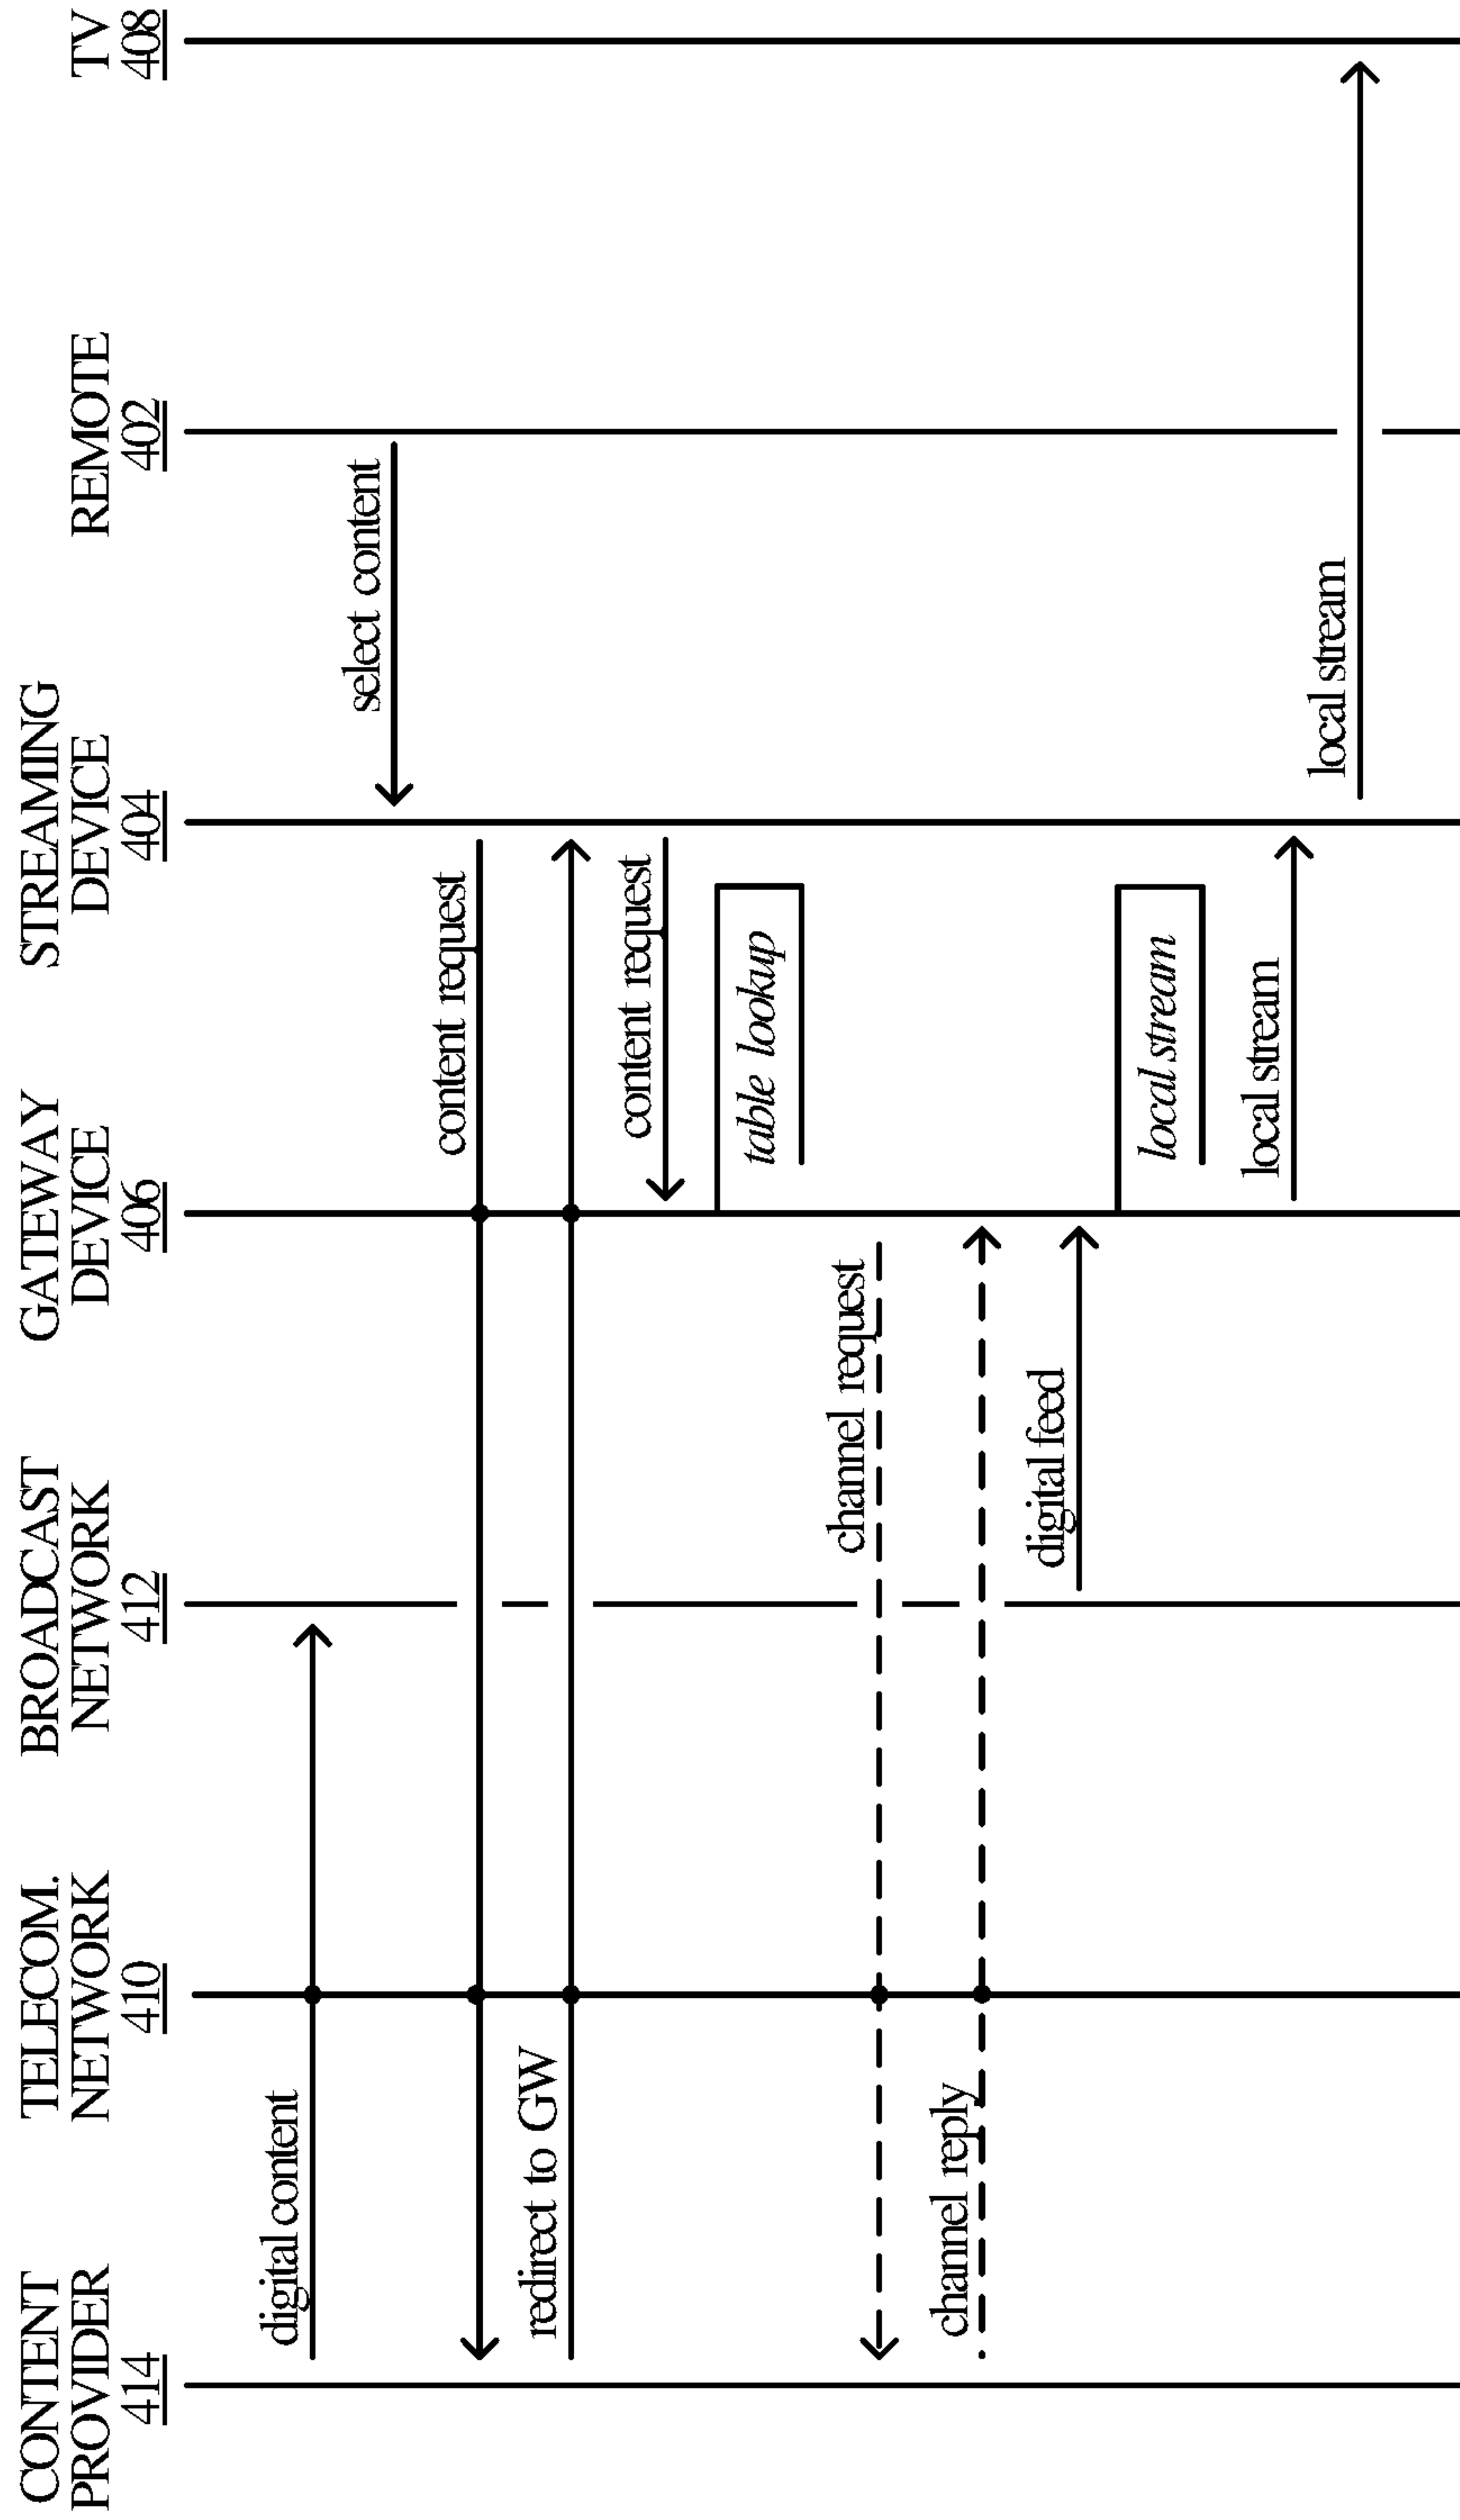 CONTENT
PROVIDER
414
TELECOM.
NETWORK
410
BROADCAST
NETWORK
412
GATEWAY
DEVICE
406
STREAMING
DEVICE
404
REMOTE
402
TV
408
digital content
select content
content request
redirect to GW
content request
table lookup
channel request
channel reply
digital feed
local stream
local stream
local stream